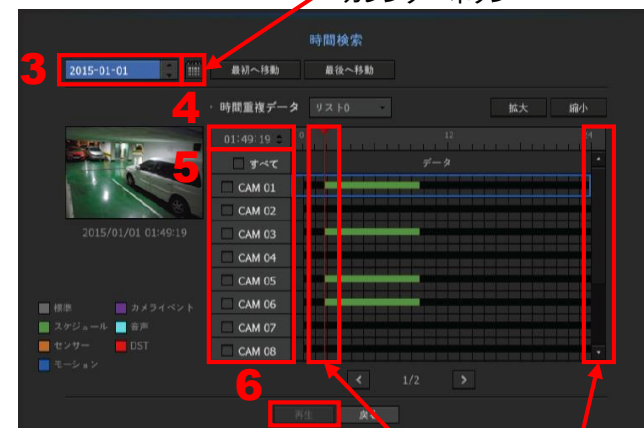 カレンダーボタン
時間検索
3
2015-01-01
最初へ移動
最後へ移動
4
時間重複データ
リスト0
拡大
縮小
5
01:49:19
0
12
24
すべて
データ
CAM 01
CAM 02
CAM 03
CAM 04
CAM 05
CAM 06
CAM 07
CAM 08
2015/01/01 01:49:19
標準
カメライベント
スケジュール
音声
センサー
DST
モーション
< 1/2 >
6
再生
戻る